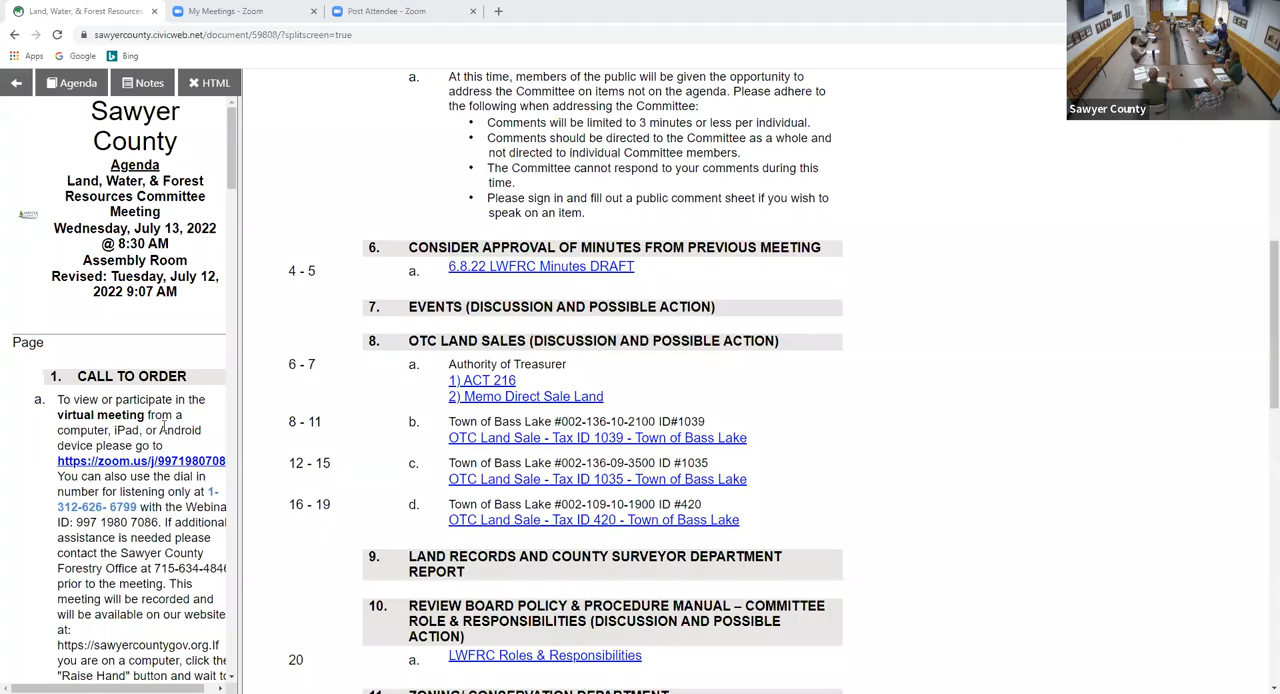 Land, Water, & Forest Resources
My Meetings - Zoom
Post Attendee - Zoom
sawyercounty.civicweb.net/document/59808/?splitscreen=true
Apps
Google
Bing
Agenda
Notes
HTML
Sawyer
County
Agenda
Land, Water, & Forest
Resources Committee
Meeting
Wednesday, July 13, 2022
@ 8:30 AM
Assembly Room
Revised: Tuesday, July 12,
2022 9:07 AM
Page
1. CALL TO ORDER
a. To view or participate in the
virtual meeting from a
computer, iPad, or Android
device please go to
https://zoom.us/j/9971980708
You can also use the dial in
number for listening only at 1-
312-626- 6799 with the Webina
ID: 997 1980 7086. If additional
assistance is needed please
contact the Sawyer County
Forestry Office at 715-634-4846
prior to the meeting. This
meeting will be recorded and
will be available on our website
at:
https://sawyercountygov.org.If
you are on a computer, click the
"Raise Hand" button and wait to
a. At this time, members of the public will be given the opportunity to
address the Committee on items not on the agenda. Please adhere to
the following when addressing the Committee:
• Comments will be limited to 3 minutes or less per individual.
• Comments should be directed to the Committee as a whole and
not directed to individual Committee members.
• The Committee cannot respond to your comments during this
time.
• Please sign in and fill out a public comment sheet if you wish to
speak on an item.
6. CONSIDER APPROVAL OF MINUTES FROM PREVIOUS MEETING
4 - 5 a. 6.8.22 LWFRC Minutes DRAFT
7. EVENTS (DISCUSSION AND POSSIBLE ACTION)
8. OTC LAND SALES (DISCUSSION AND POSSIBLE ACTION)
6 - 7 a. Authority of Treasurer
1) ACT 216
2) Memo Direct Sale Land
8 - 11 b. Town of Bass Lake #002-136-10-2100 ID#1039
OTC Land Sale - Tax ID 1039 - Town of Bass Lake
12 - 15 c. Town of Bass Lake #002-136-09-3500 ID #1035
OTC Land Sale - Tax ID 1035 - Town of Bass Lake
16 - 19 d. Town of Bass Lake #002-109-10-1900 ID #420
OTC Land Sale - Tax ID 420 - Town of Bass Lake
9. LAND RECORDS AND COUNTY SURVEYOR DEPARTMENT
REPORT
10. REVIEW BOARD POLICY & PROCEDURE MANUAL – COMMITTEE
ROLE & RESPONSIBILITIES (DISCUSSION AND POSSIBLE
ACTION)
20 a. LWFRC Roles & Responsibilities
11. ZONING/ CONSERVATION DEPARTMENT
Sawyer County